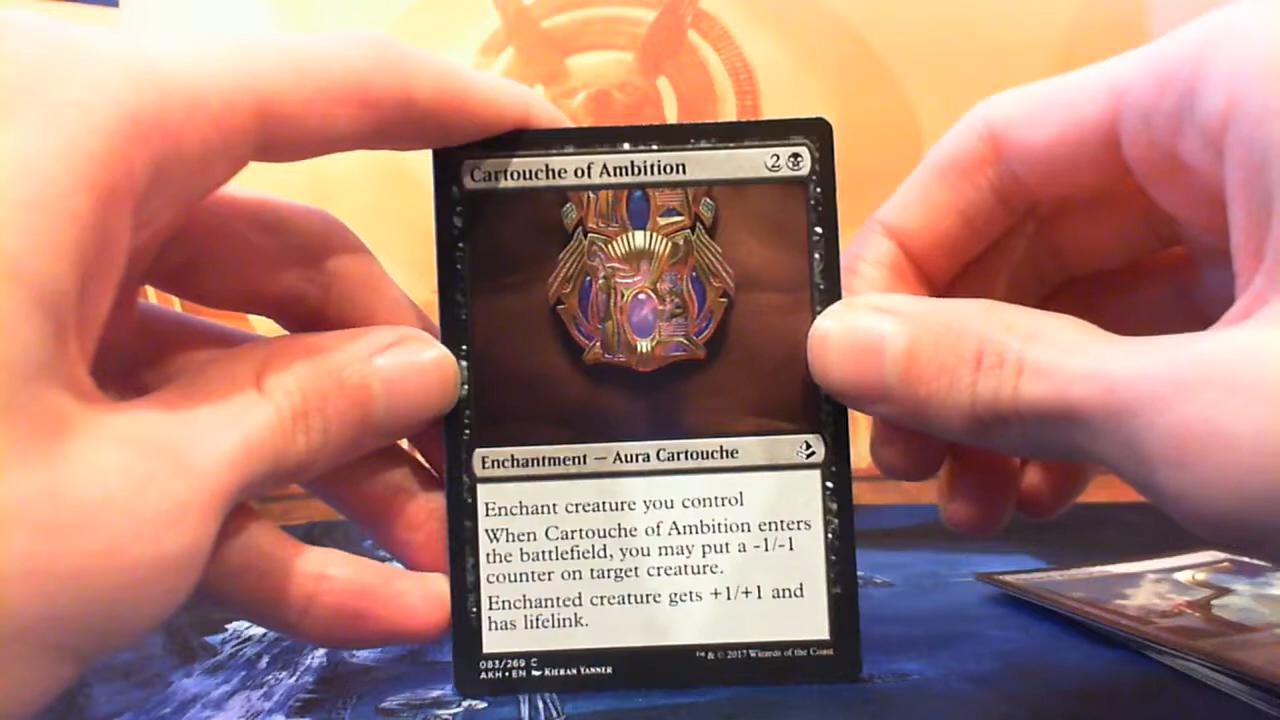 Cartouche of Ambition 2
Enchantment — Aura Cartouche
Enchant creature you control
When Cartouche of Ambition enters
the battlefield, you may put a -1/-1
counter on target creature.
Enchanted creature gets +1/+1 and
has lifelink.
083/269 C
AKH • EN KIERAN YANNER
™ & © 2017 Wizards of the Coast